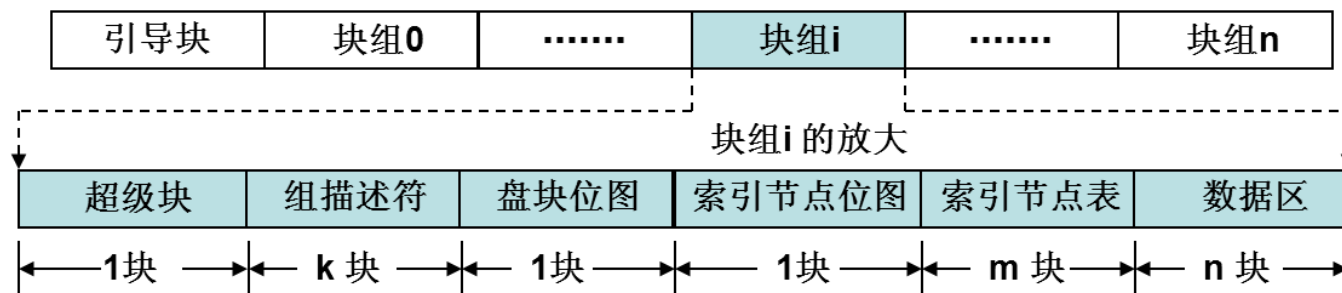 引导块 块组0 ······· 块组i ······· 块组n
块组i 的放大
超级块 组描述符 盘块位图 索引节点位图 索引节点表 数据区
1块 k 块 1块 1块 m 块 n 块